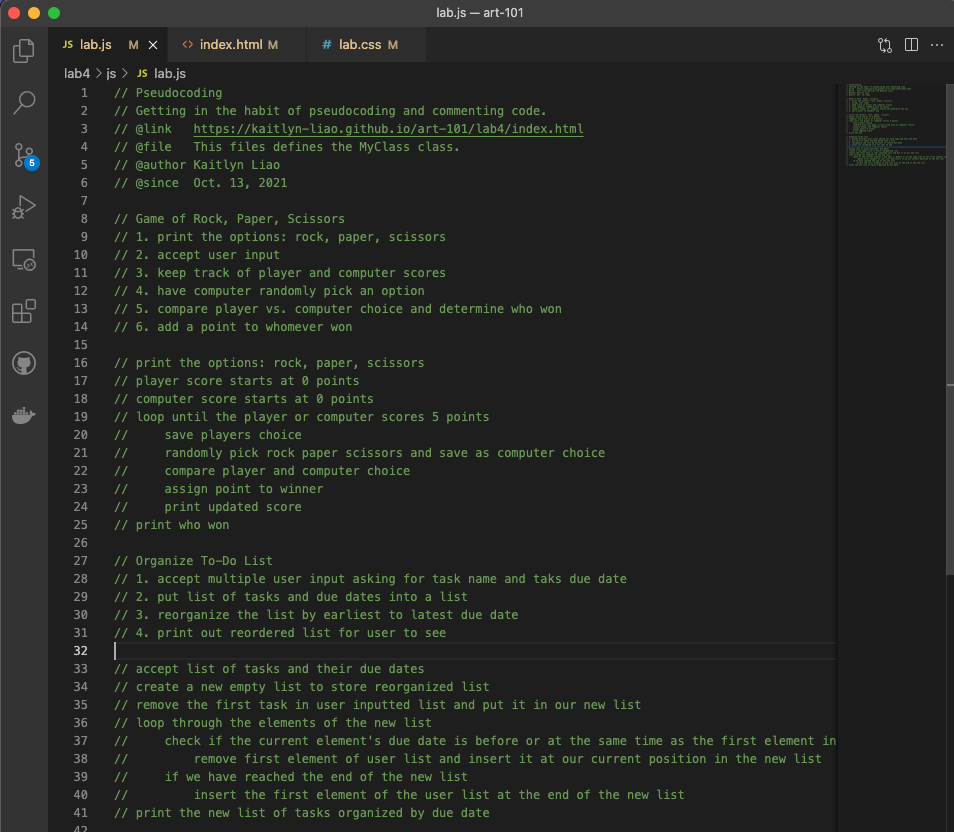 lab.js — art-101
JS lab.js M
<> index.html M
# lab.css M
lab4 > js > JS lab.js
5
1 // Pseudocoding
2 // Getting in the habit of pseudocoding and commenting code.
3 // @link https://kaitlyn-liao.github.io/art-101/lab4/index.html
4 // @file This files defines the MyClass class.
5 // @author Kaitlyn Liao
6 // @since Oct. 13, 2021
7
8 // Game of Rock, Paper, Scissors
9 // 1. print the options: rock, paper, scissors
10 // 2. accept user input
11 // 3. keep track of player and computer scores
12 // 4. have computer randomly pick an option
13 // 5. compare player vs. computer choice and determine who won
14 // 6. add a point to whomever won
15
16 // print the options: rock, paper, scissors
17 // player score starts at 0 points
18 // computer score starts at 0 points
19 // loop until the player or computer scores 5 points
20 //     save players choice
21 //     randomly pick rock paper scissors and save as computer choice
22 //     compare player and computer choice
23 //     assign point to winner
24 //     print updated score
25 // print who won
26
27 // Organize To-Do List
28 // 1. accept multiple user input asking for task name and taks due date
29 // 2. put list of tasks and due dates into a list
30 // 3. reorganize the list by earliest to latest due date
31 // 4. print out reordered list for user to see
32
33 // accept list of tasks and their due dates
34 // create a new empty list to store reorganized list
35 // remove the first task in user inputted list and put it in our new list
36 // loop through the elements of the new list
37 //     check if the current element's due date is before or at the same time as the first element in
38 //         remove first element of user list and insert it at our current position in the new list
39 //     if we have reached the end of the new list
40 //         insert the first element of the user list at the end of the new list
41 // print the new list of tasks organized by due date
42